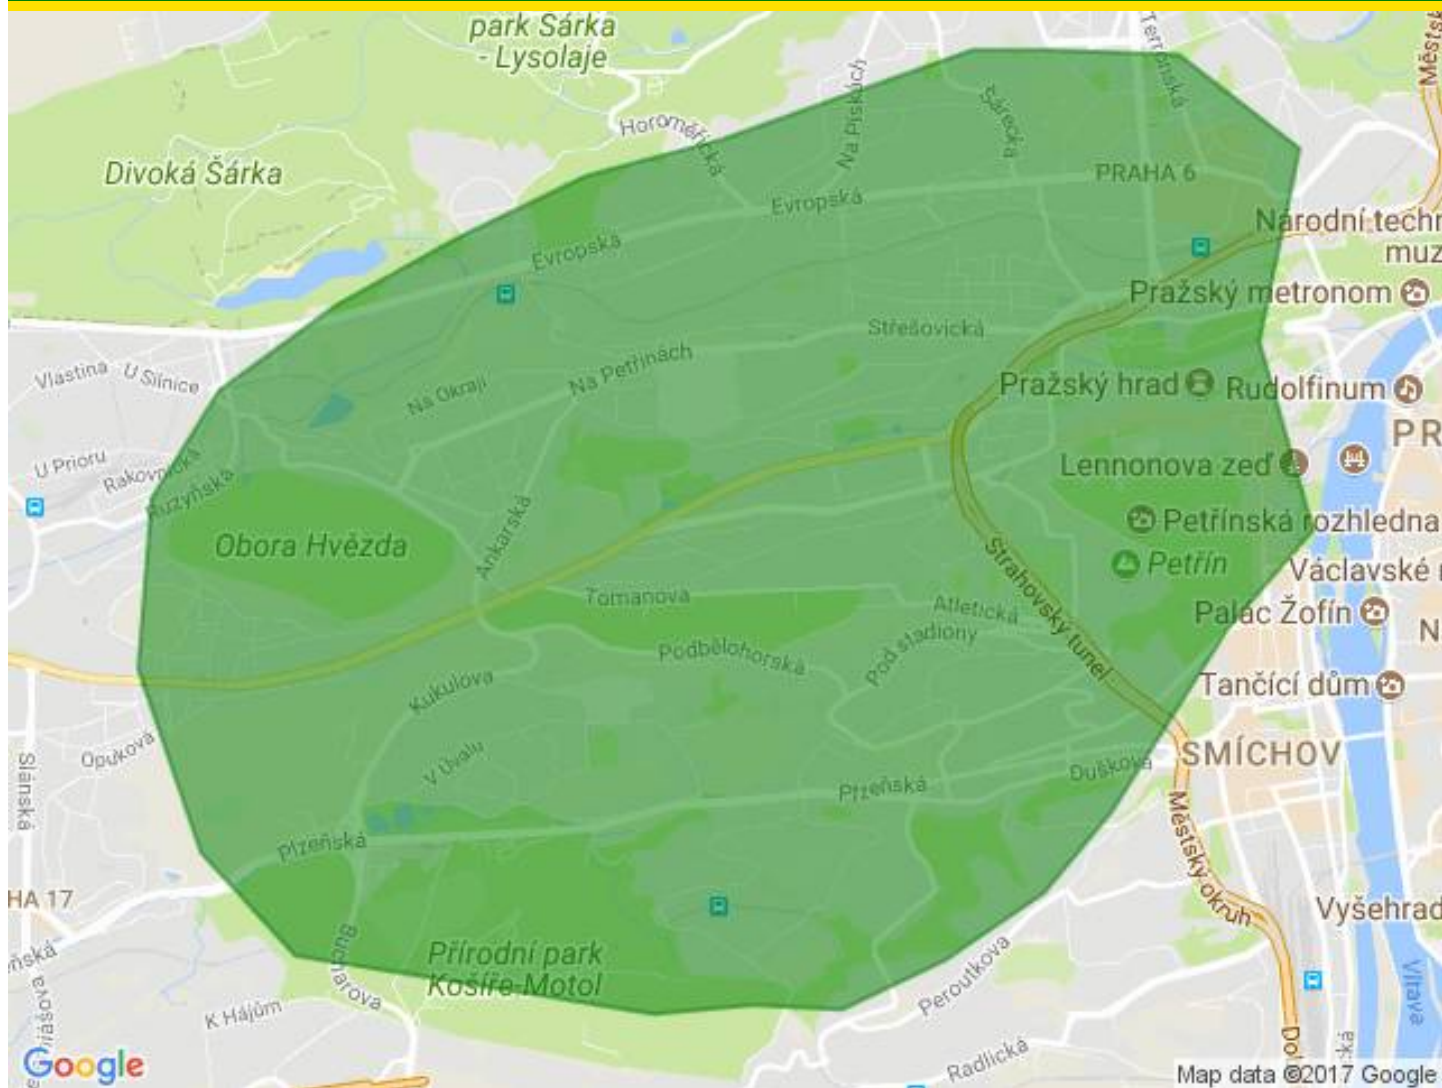 park Šárka
- Lysolaje
Terronská
Městsk
Na Pískách
Šárecká
Horoměřická
Divoká Šárka
PRAHA 6
Evropská
Národní techn
muz
Evropská
Pražský metronom
Střešovická
Na Petřinách
Vlastina
U Silnice
Na Okraji
Pražský hrad
Rudolfinum
PR
U Prioru
Rakovnická
Ruzyňská
Lennonova zeď
Petřínská rozhledna
Ankarská
Obora Hvězda
Strahovský tunel
Petřín
Václavské
Tomanova
Atletická
Palác Žofín
N
Podbělohorská
Pod stadiony
Kukulova
Tančící dům
Opuková
V Úvalu
Slánská
SMÍCHOV
Duškova
Plzeňská
Plzeňská
Městský okruh
HA 17
Vyšehrad
Bucharova
Přírodní park
Košíře-Motol
Peroutkova
Vltava
K Hájům
Radlická
Google
Map data ©2017 Google